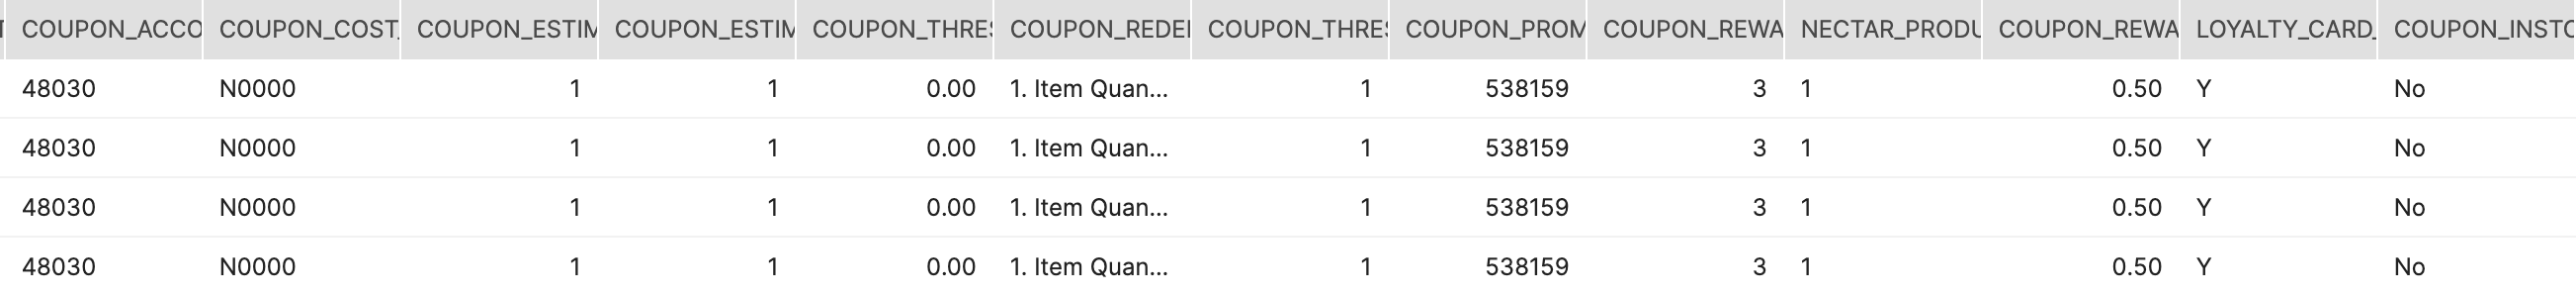 COUPON_ACCO COUPON_COST_ COUPON_ESTIM COUPON_ESTIM COUPON_THRES COUPON_REDE COUPON_THRES COUPON_PROM COUPON_REWA NECTAR_PRODU COUPON_REWA LOYALTY_CARD_ COUPON_INSTO
48030 N0000 1 1 0.00 1. Item Quan... 1 538159 3 1 0.50 Y No
48030 N0000 1 1 0.00 1. Item Quan... 1 538159 3 1 0.50 Y No
48030 N0000 1 1 0.00 1. Item Quan... 1 538159 3 1 0.50 Y No
48030 N0000 1 1 0.00 1. Item Quan... 1 538159 3 1 0.50 Y No